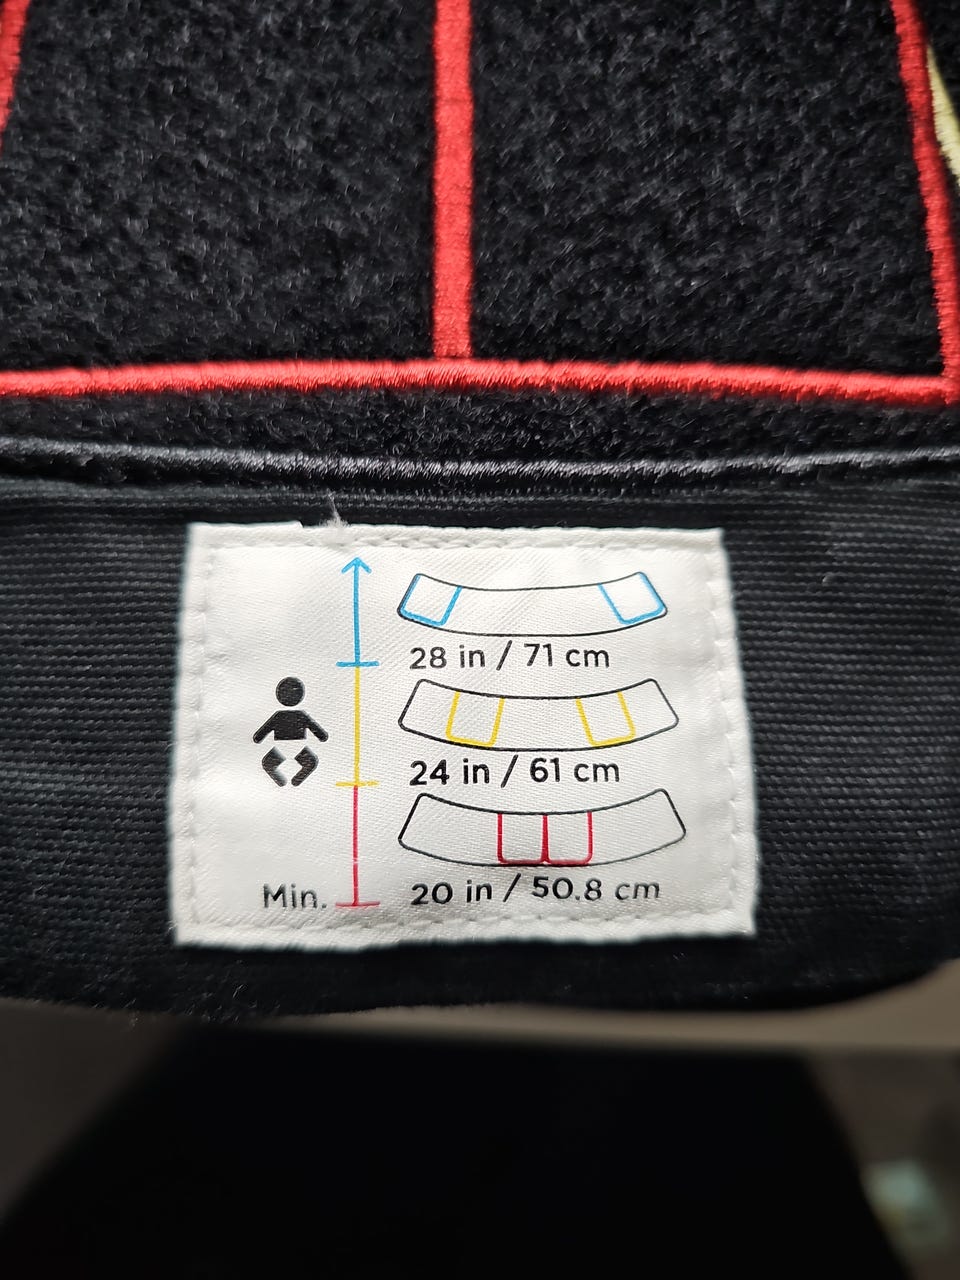 28 in / 71 cm
24 in / 61 cm
Min. 20 in / 50.8 cm